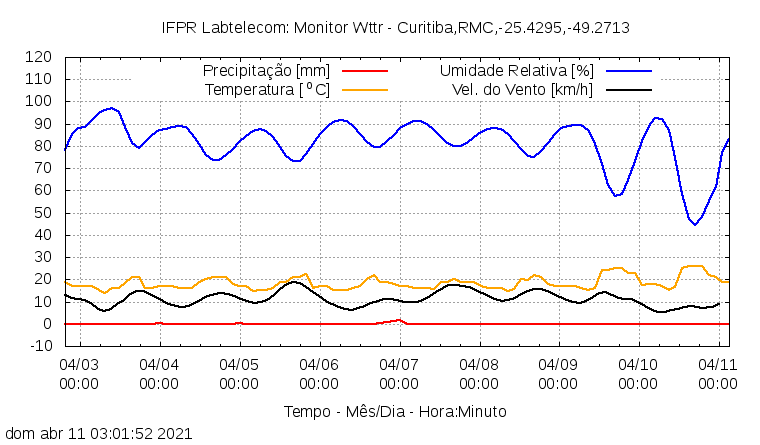 IFPR Labtelecom: Monitor Wttr - Curitiba,RMC,-25.4295,-49.2713
Precipitação [mm]
Temperatura [ ⁰C]
Umidade Relativa [%]
Vel. do Vento [km/h]
120
110
100
90
80
70
60
50
40
30
20
10
0
-10
04/03 04/04 04/05 04/06 04/07 04/08 04/09 04/10 04/11
00:00 00:00 00:00 00:00 00:00 00:00 00:00 00:00 00:00
Tempo - Mês/Dia - Hora:Minuto
dom abr 11 03:01:52 2021